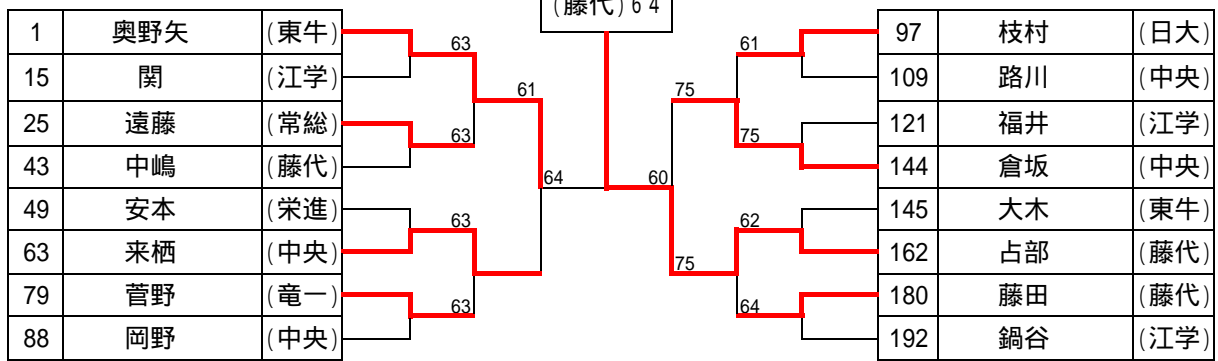 (藤代) 6 4
1 奥野矢 (東牛)
15 関 (江学)
25 遠藤 (常総)
43 中嶋 (藤代)
49 安本 (栄進)
63 来栖 (中央)
79 菅野 (竜一)
88 岡野 (中央)
63
63
63
63
61
64
60
75
75
61
75
62
64
97 枝村 (日大)
109 路川 (中央)
121 福井 (江学)
144 倉坂 (中央)
145 大木 (東牛)
162 占部 (藤代)
180 藤田 (藤代)
192 鍋谷 (江学)